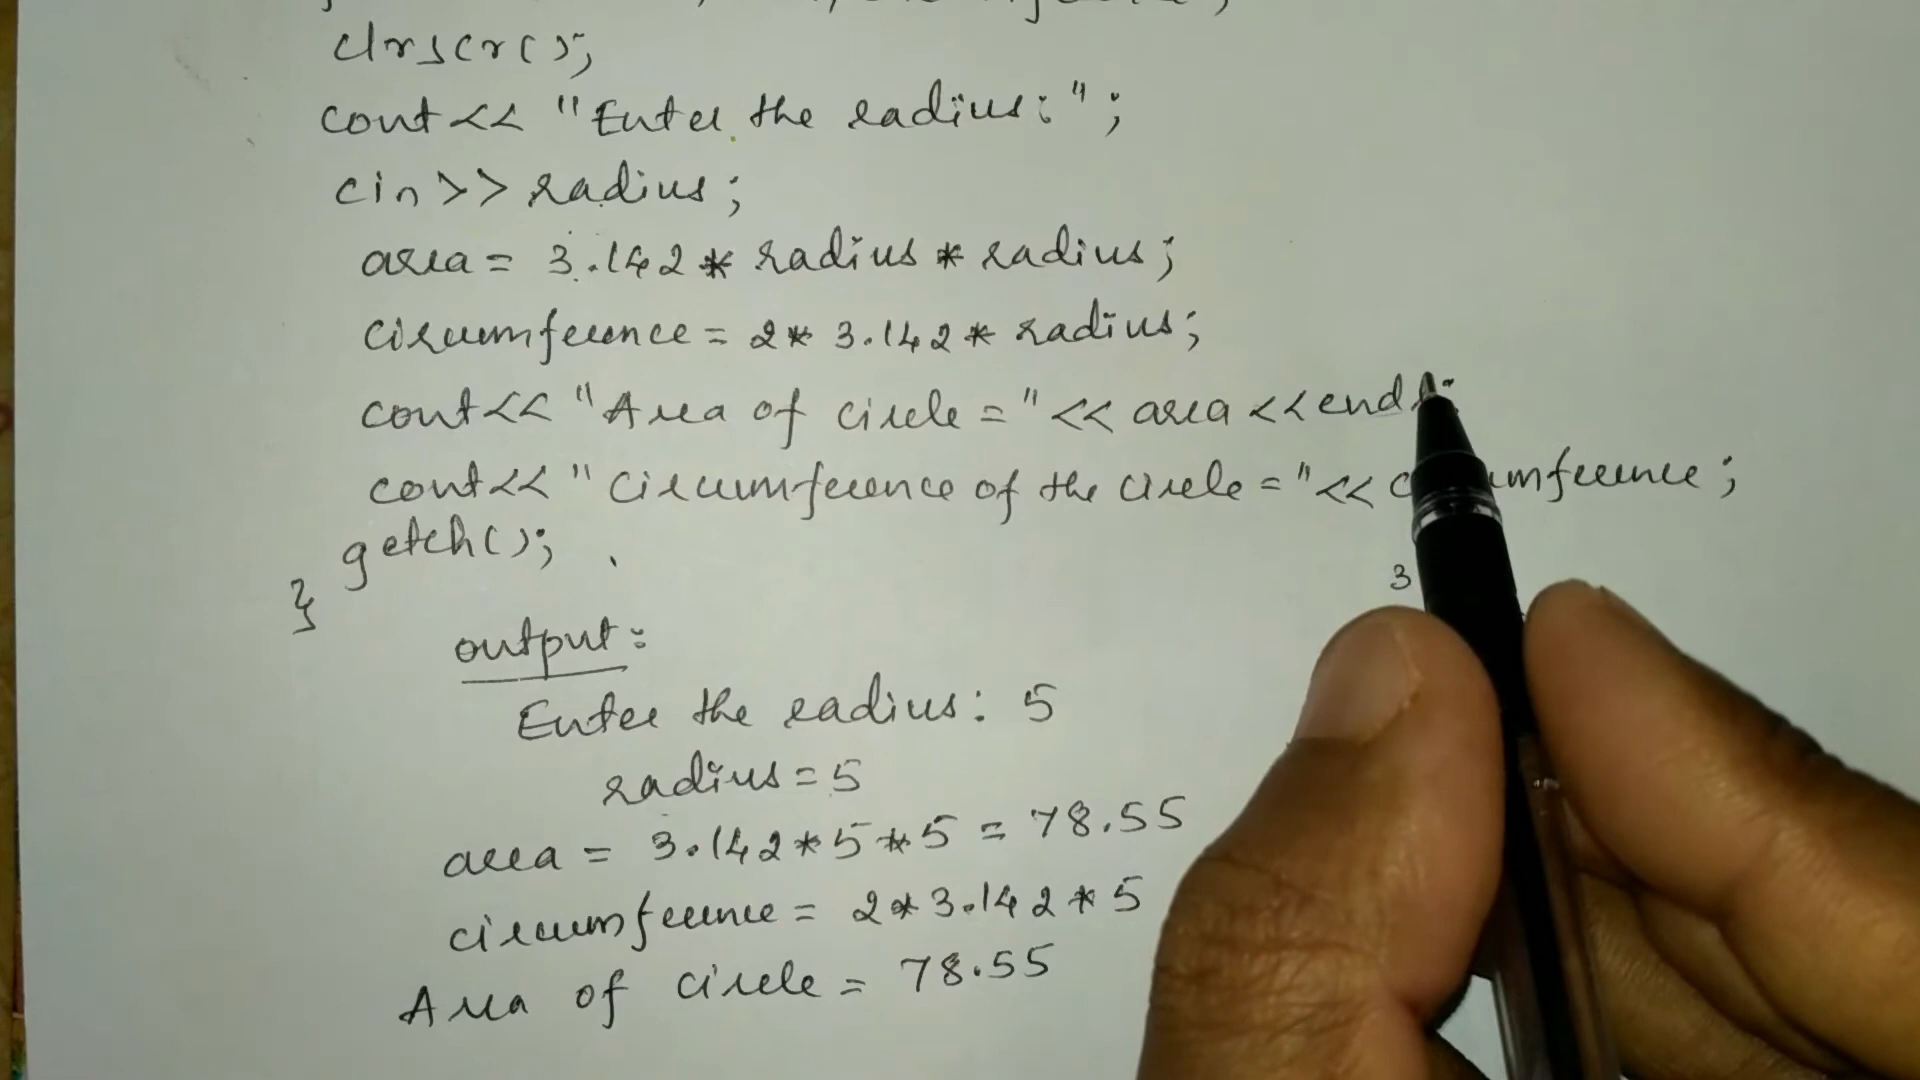 clrscr();
cout<< "Enter the radius:" ;
cin>> radius;
area = 3.142 * radius * radius;
circumference = 2* 3.142 * radius;
cout<< "Area of circle =" << area <<endl;
cout<< "Circumference of the circle = "<< circumference;
getch();
}
3
output:
Enter the radius: 5
radius = 5
area = 3.142*5*5 = 78.55
circumference = 2*3.142*5
Area of circle = 78.55